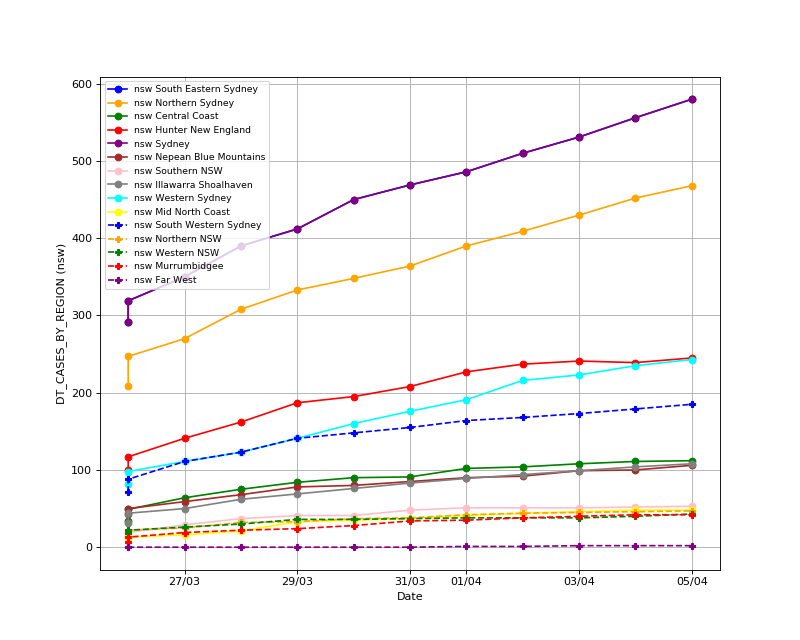 600
500
400
300
200
100
0
DT_CASES_BY_REGION (nsw)
nsw South Eastern Sydney
nsw Northern Sydney
nsw Central Coast
nsw Hunter New England
nsw Sydney
nsw Nepean Blue Mountains
nsw Southern NSW
nsw Illawarra Shoalhaven
nsw Western Sydney
nsw Mid North Coast
nsw South Western Sydney
nsw Northern NSW
nsw Western NSW
nsw Murrumbidgee
nsw Far West
27/03 29/03 31/03 01/04 03/04 05/04
Date